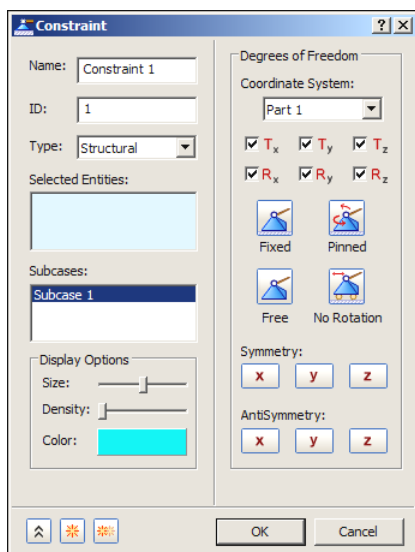 Constraint
Name: Constraint 1
ID: 1
Type: Structural
Selected Entities:
Subcases:
Subcase 1
Display Options
Size:
Density:
Color:
Degrees of Freedom
Coordinate System:
Part 1
Tx Ty Tz
Rx Ry Rz
Fixed Pinned
Free No Rotation
Symmetry:
x y z
AntiSymmetry:
x y z
OK Cancel